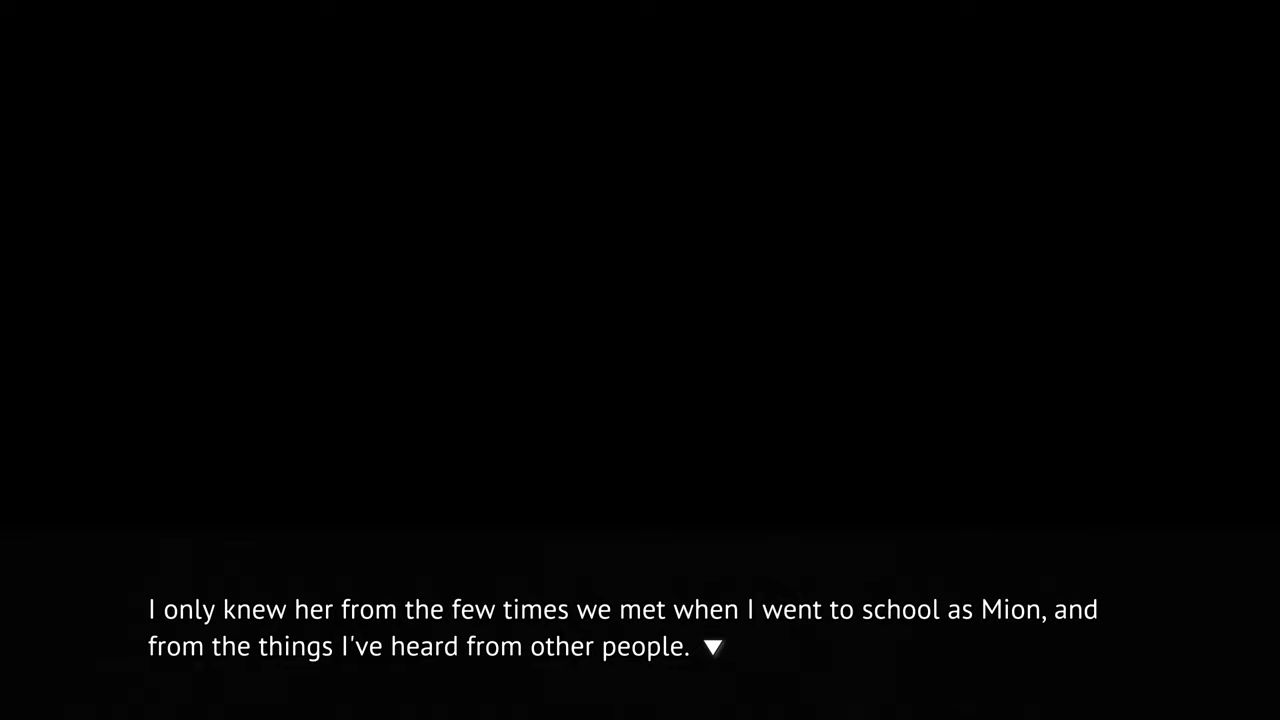 I only knew her from the few times we met when I went to school as Mion, and
from the things I've heard from other people.